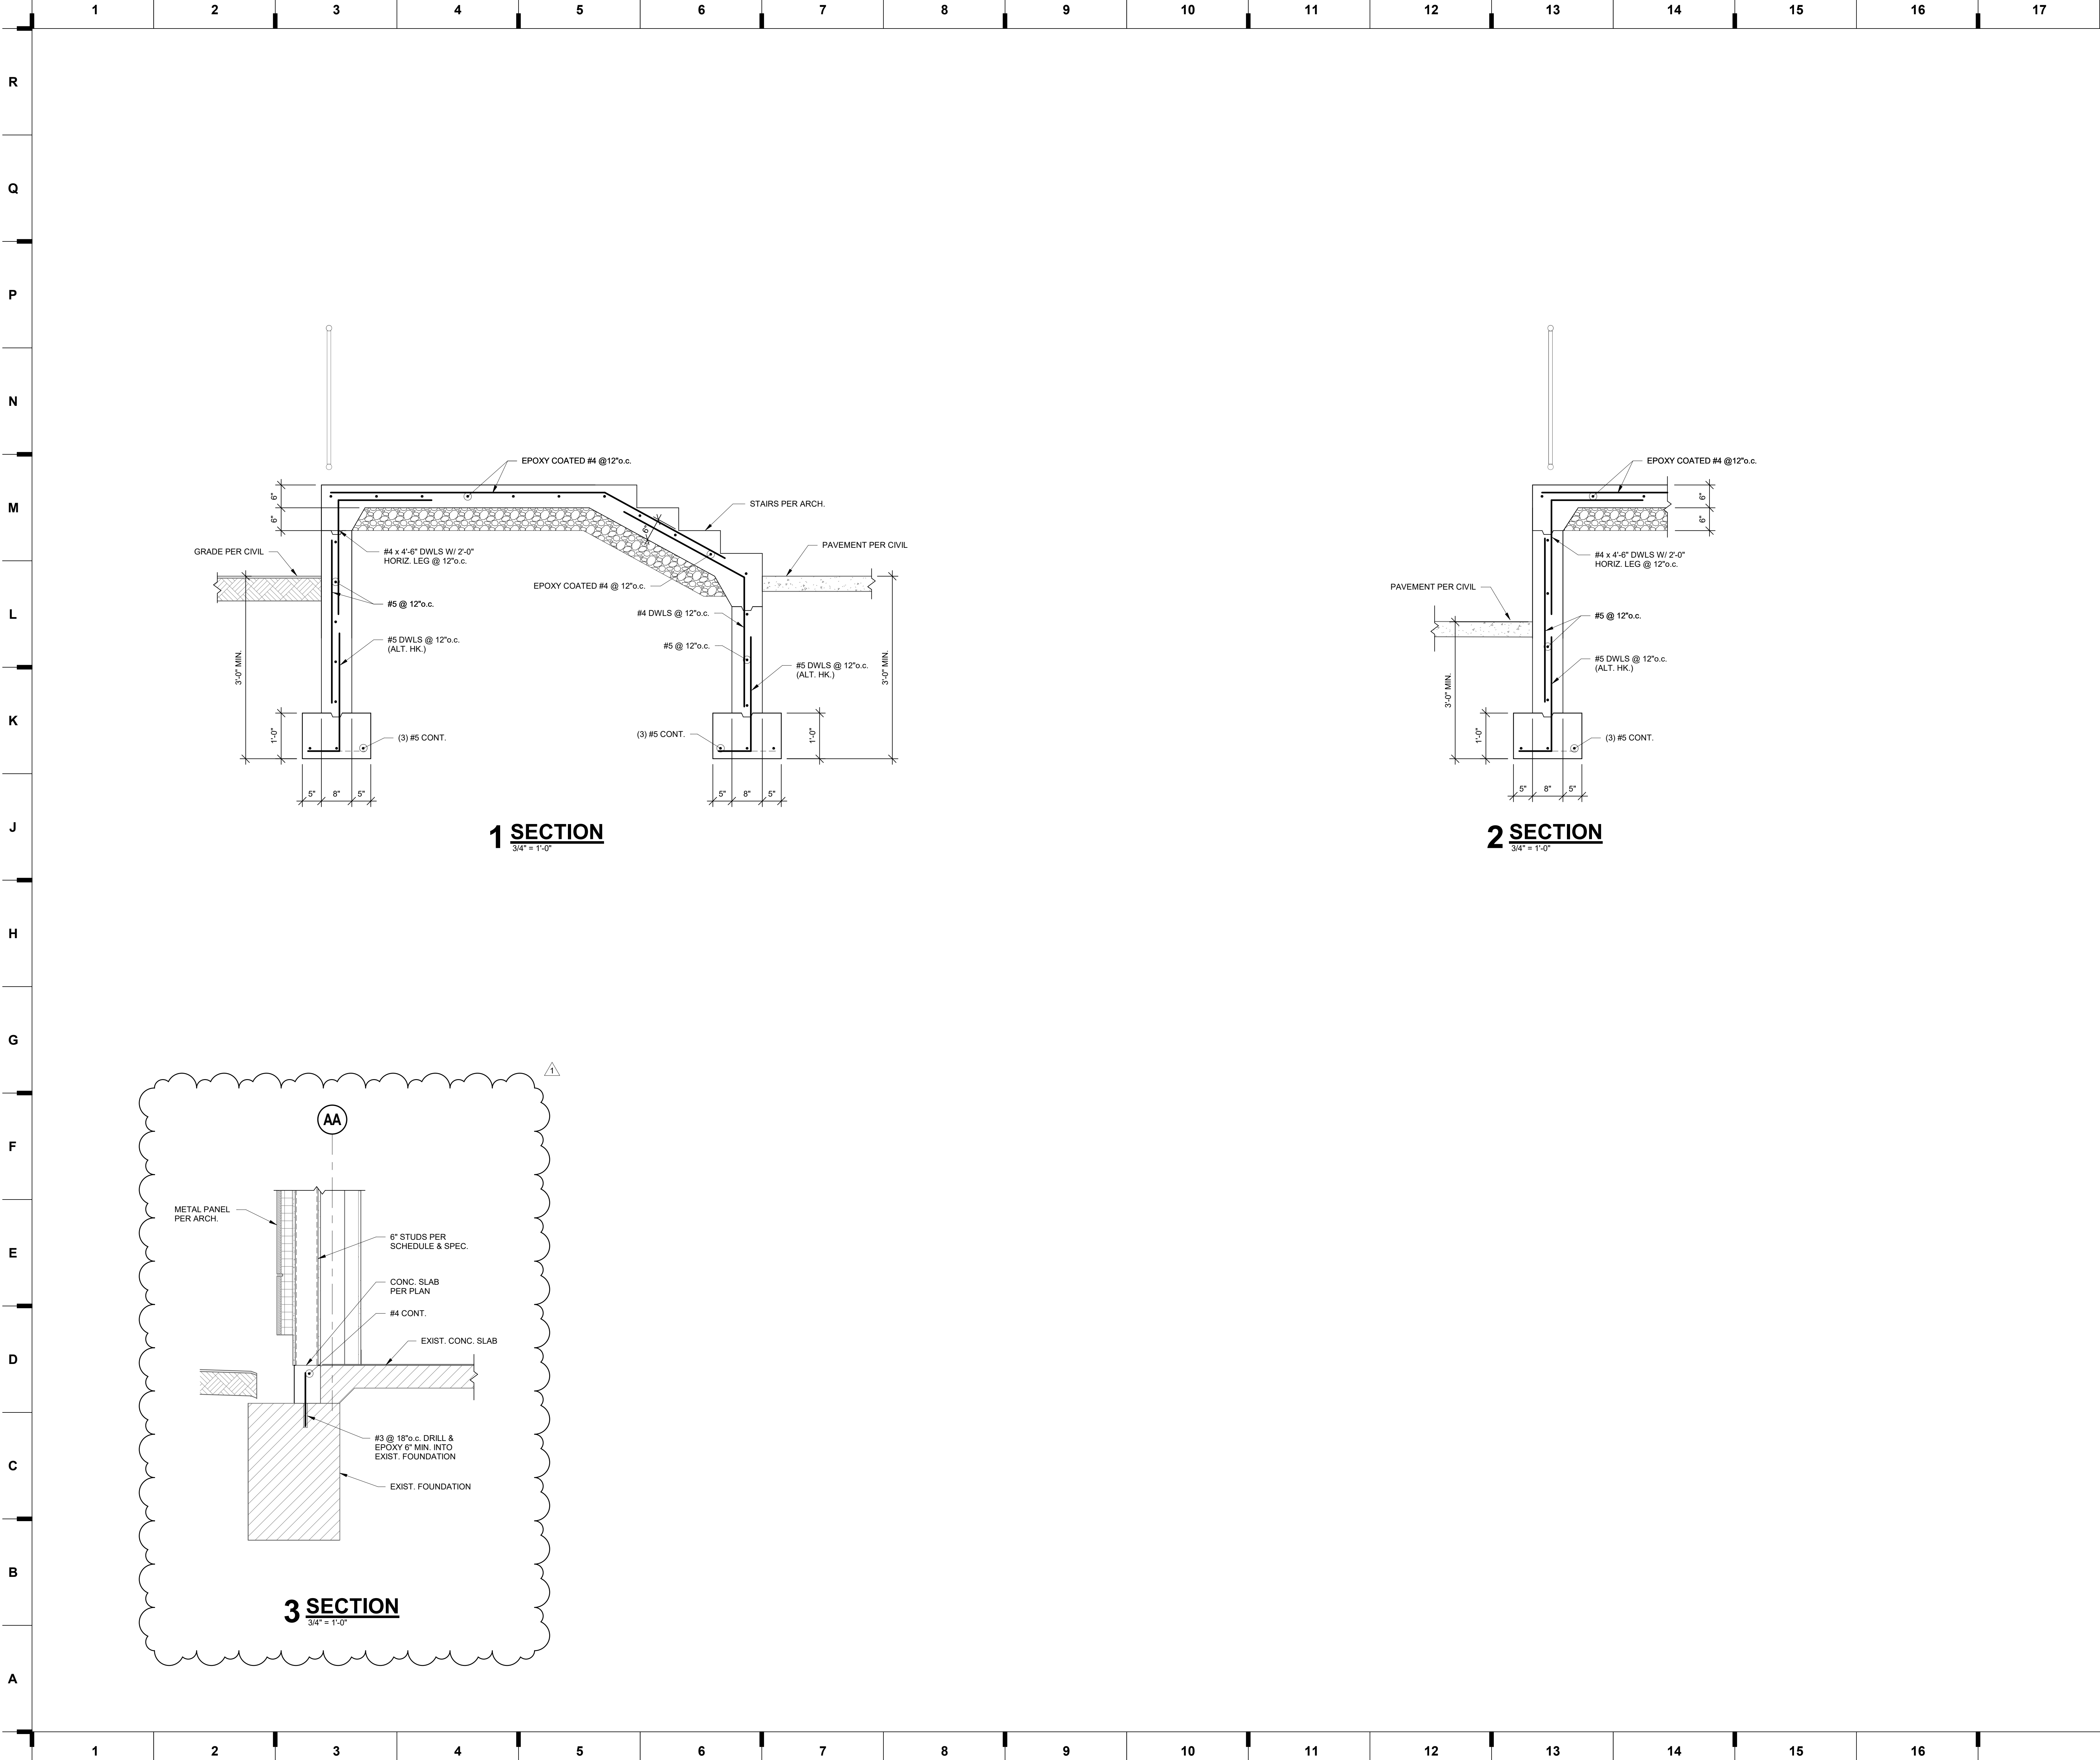 1 2 3 4 5 6 7 8 9 10 11 12 13 14 15 16 17
R
Q
P
N
M
L
K
J
H
G
F
E
D
C
B
A
EPOXY COATED #4 @12"o.c.
6"
6"
STAIRS PER ARCH.
6"
GRADE PER CIVIL
#4 x 4'-6" DWLS W/ 2'-0"
HORIZ. LEG @ 12"o.c.
PAVEMENT PER CIVIL
EPOXY COATED #4 @ 12"o.c.
#5 @ 12"o.c.
#4 DWLS @ 12"o.c.
#5 DWLS @ 12"o.c.
(ALT. HK.)
#5 @ 12"o.c.
#5 DWLS @ 12"o.c.
(ALT. HK.)
3'-0" MIN.
3'-0" MIN.
1'-0"
(3) #5 CONT.
(3) #5 CONT.
1'-0"
5" 8" 5"
5" 8" 5"
1 SECTION
3/4" = 1'-0"
EPOXY COATED #4 @12"o.c.
6"
6"
#4 x 4'-6" DWLS W/ 2'-0"
HORIZ. LEG @ 12"o.c.
PAVEMENT PER CIVIL
#5 @ 12"o.c.
#5 DWLS @ 12"o.c.
(ALT. HK.)
3'-0" MIN.
1'-0"
(3) #5 CONT.
5" 8" 5"
2 SECTION
3/4" = 1'-0"
1
AA
METAL PANEL
PER ARCH.
6" STUDS PER
SCHEDULE & SPEC.
CONC. SLAB
PER PLAN
#4 CONT.
EXIST. CONC. SLAB
#3 @ 18"o.c. DRILL &
EPOXY 6" MIN. INTO
EXIST. FOUNDATION
EXIST. FOUNDATION
3 SECTION
3/4" = 1'-0"
1 2 3 4 5 6 7 8 9 10 11 12 13 14 15 16